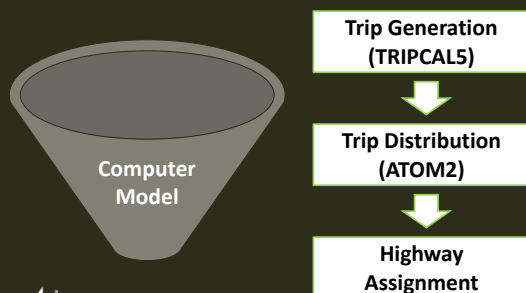 Computer
Model
Trip Generation
(TRIPCAL5)
Trip Distribution
(ATOM2)
Highway
Assignment